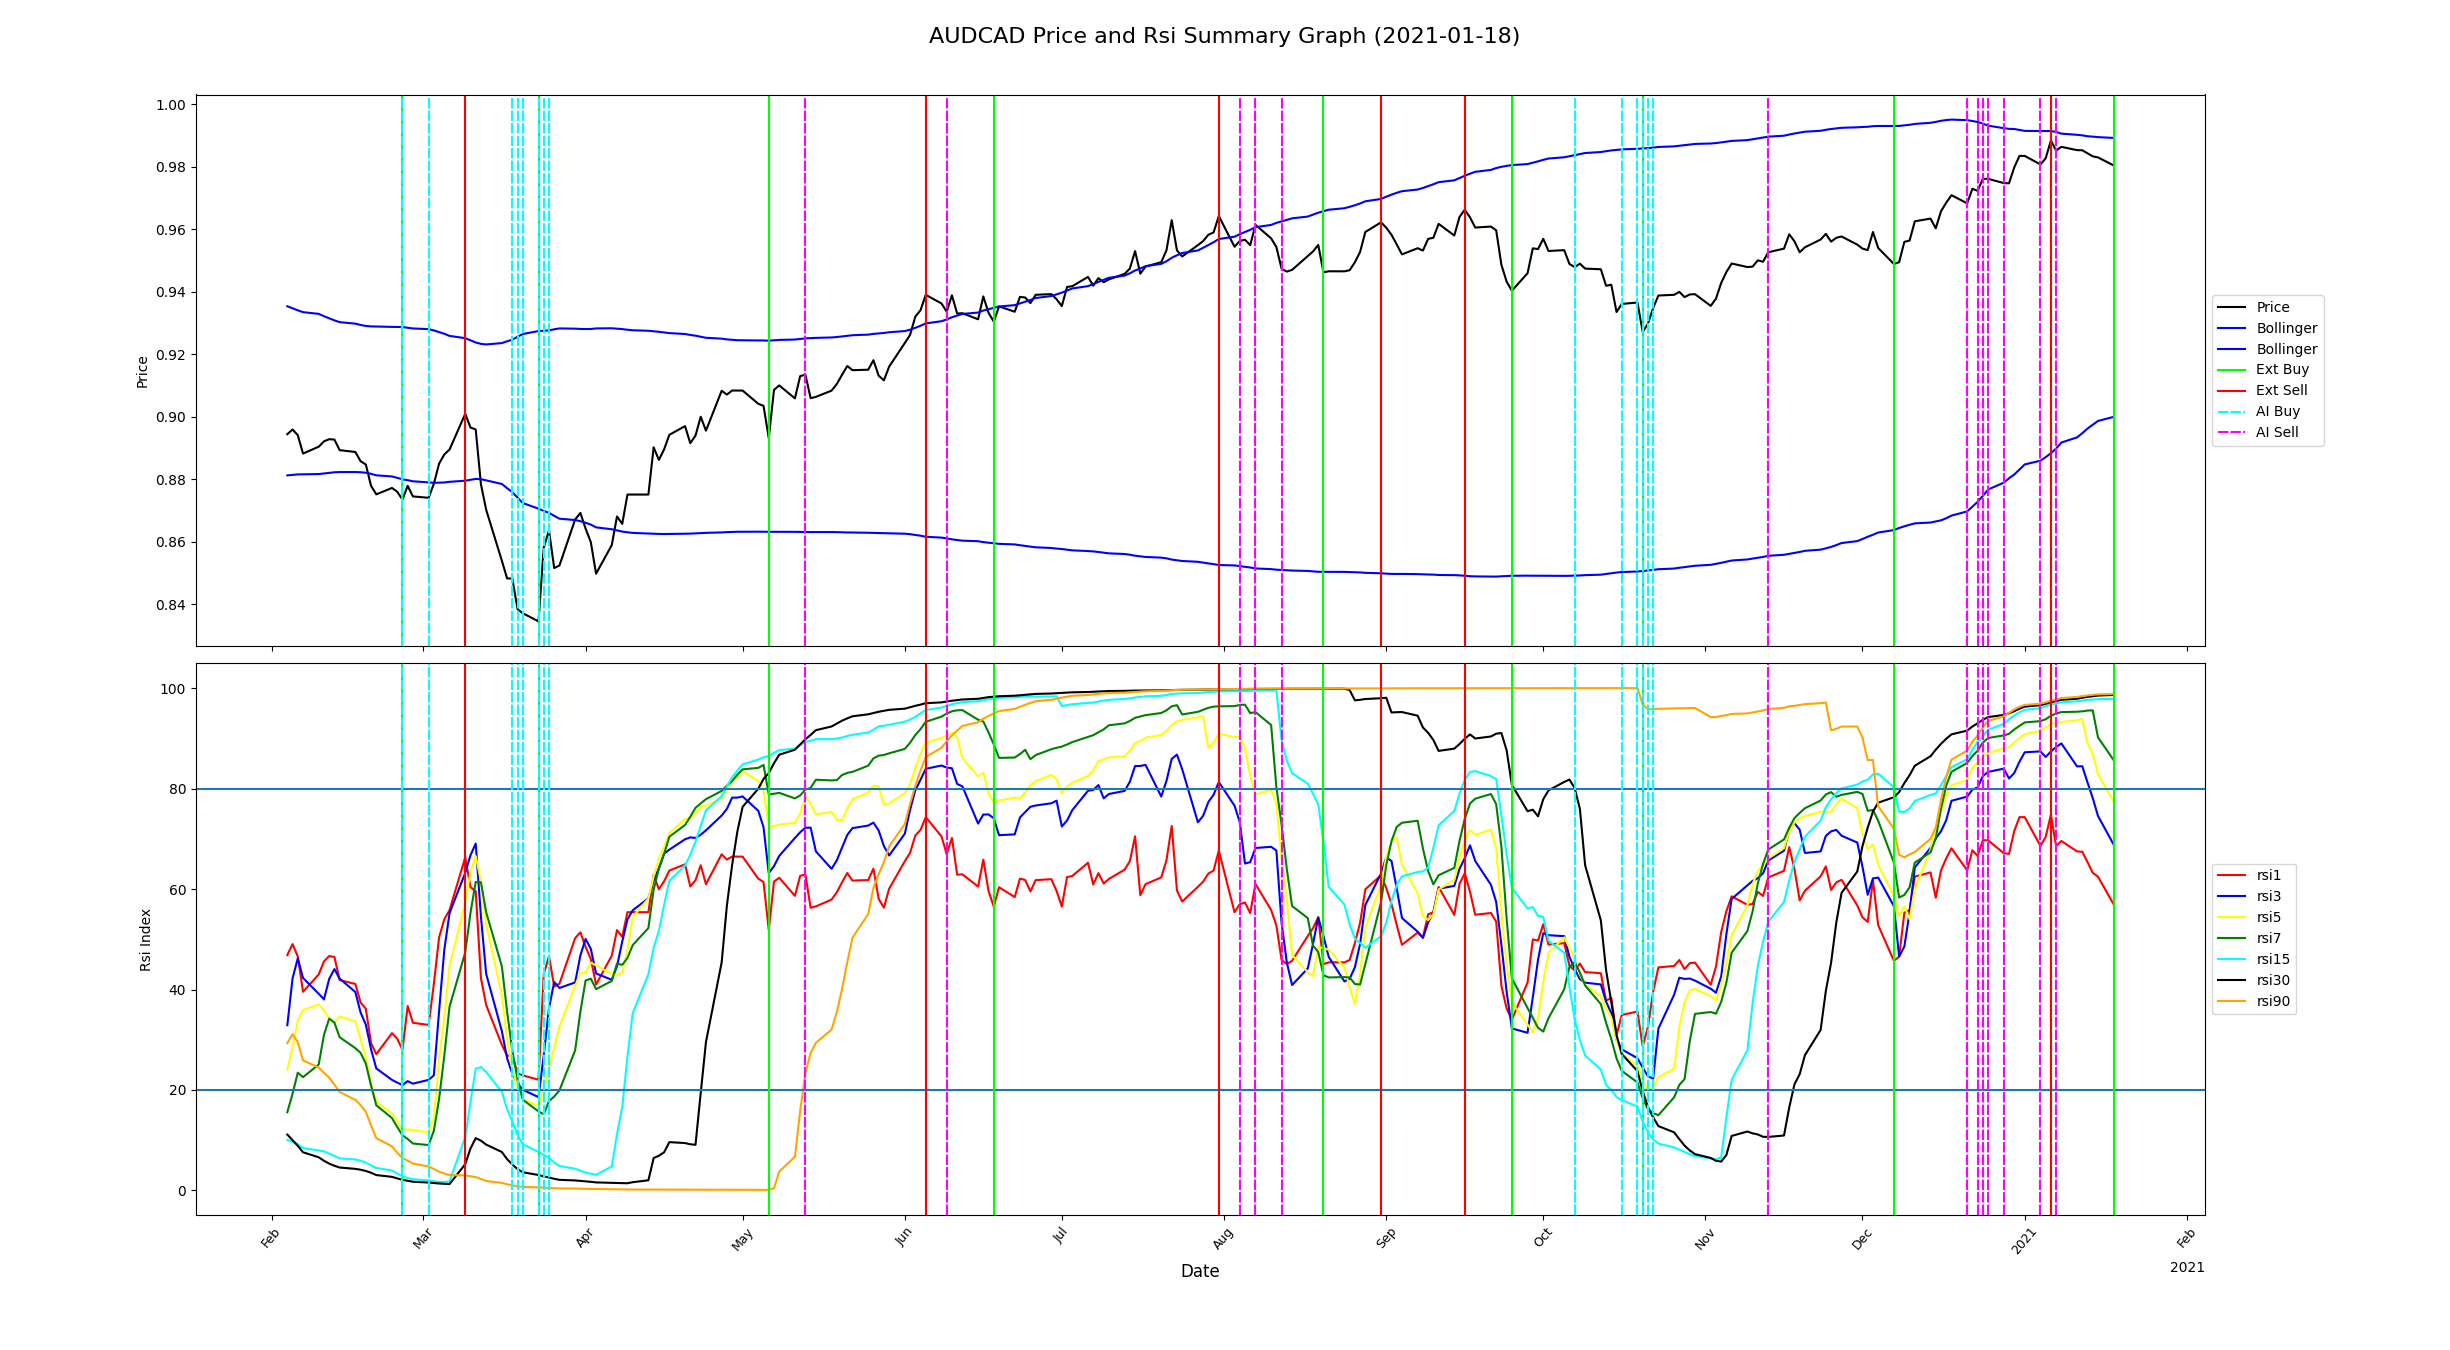 AUDCAD Price and Rsi Summary Graph (2021-01-18)
1.00
0.98
0.96
0.94
0.92
0.90
0.88
0.86
0.84
Price
Price
Bollinger
Bollinger
Ext Buy
Ext Sell
AI Buy
AI Sell
100
80
60
40
20
0
Rsi Index
rsi1
rsi3
rsi5
rsi7
rsi15
rsi30
rsi90
Feb
Mar
Apr
May
Jun
Jul
Aug
Sep
Oct
Nov
Dec
2021
Feb
Date
2021